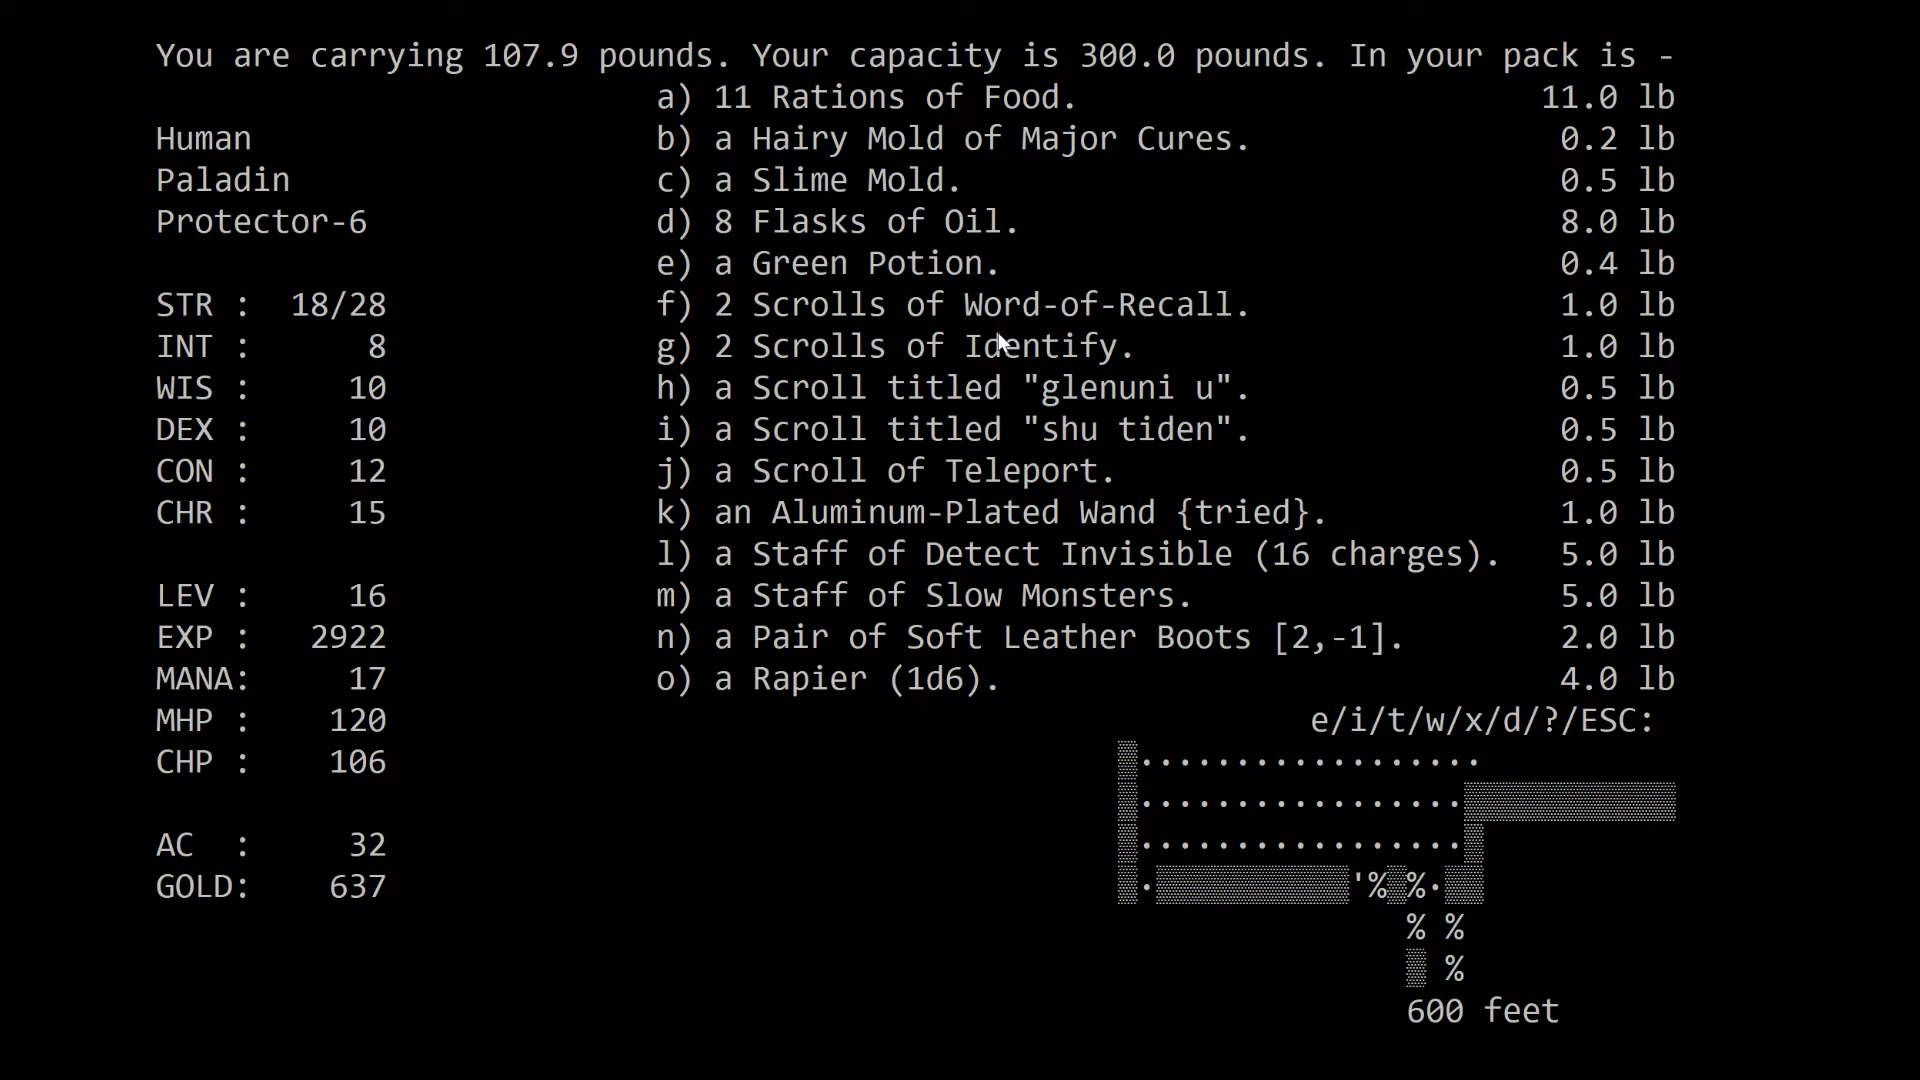 You are carrying 107.9 pounds. Your capacity is 300.0 pounds. In your pack is -
a) 11 Rations of Food. 11.0 lb
Human b) a Hairy Mold of Major Cures. 0.2 lb
Paladin c) a Slime Mold. 0.5 lb
Protector-6 d) 8 Flasks of Oil. 8.0 lb
e) a Green Potion. 0.4 lb
STR : 18/28 f) 2 Scrolls of Word-of-Recall. 1.0 lb
INT : 8 g) 2 Scrolls of Identify. 1.0 lb
WIS : 10 h) a Scroll titled "glenuni u". 0.5 lb
DEX : 10 i) a Scroll titled "shu tiden". 0.5 lb
CON : 12 j) a Scroll of Teleport. 0.5 lb
CHR : 15 k) an Aluminum-Plated Wand {tried}. 1.0 lb
l) a Staff of Detect Invisible (16 charges). 5.0 lb
LEV : 16 m) a Staff of Slow Monsters. 5.0 lb
EXP : 2922 n) a Pair of Soft Leather Boots [2,-1]. 2.0 lb
MANA: 17 o) a Rapier (1d6). 4.0 lb
MHP : 120 e/i/t/w/x/d/?/ESC:
CHP : 106
AC : 32
GOLD: 637
600 feet